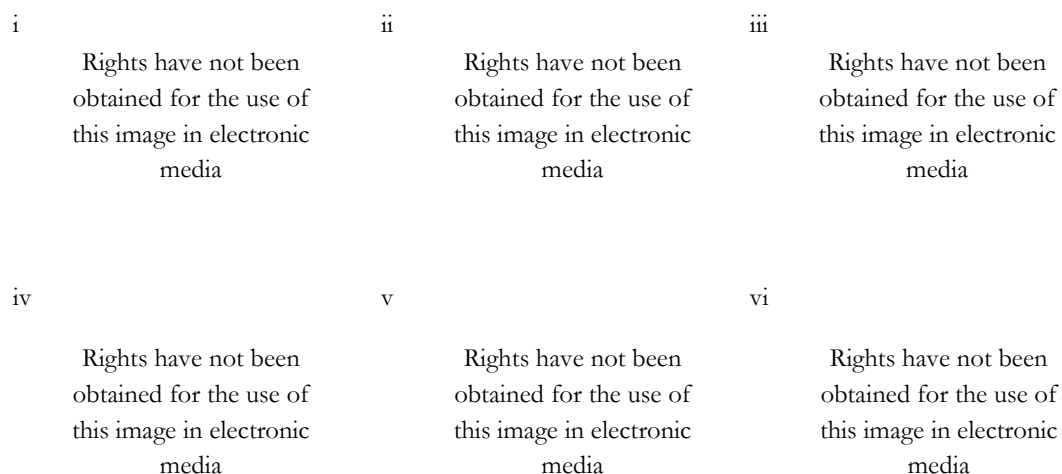 i
Rights have not been
obtained for the use of
this image in electronic
media
ii
Rights have not been
obtained for the use of
this image in electronic
media
iii
Rights have not been
obtained for the use of
this image in electronic
media
iv
Rights have not been
obtained for the use of
this image in electronic
media
v
Rights have not been
obtained for the use of
this image in electronic
media
vi
Rights have not been
obtained for the use of
this image in electronic
media